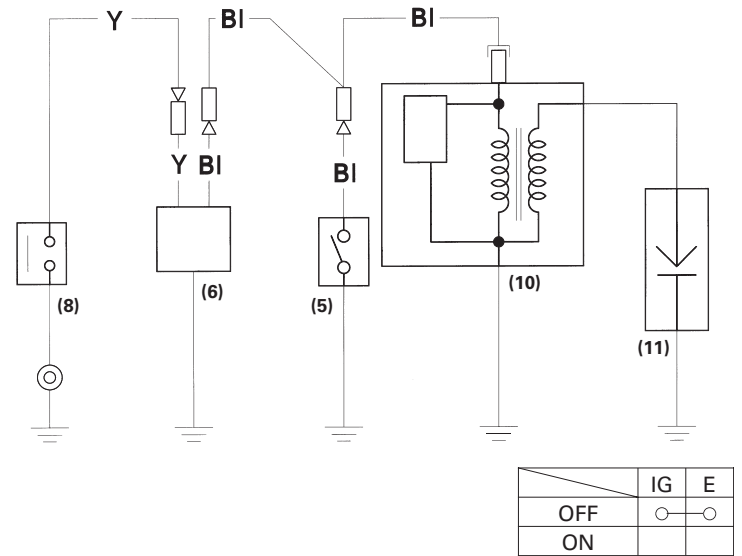 Y
Bl
Bl
Y Bl
Bl
(8)
(6)
(5)
(10)
(11)
IG E
OFF
ON